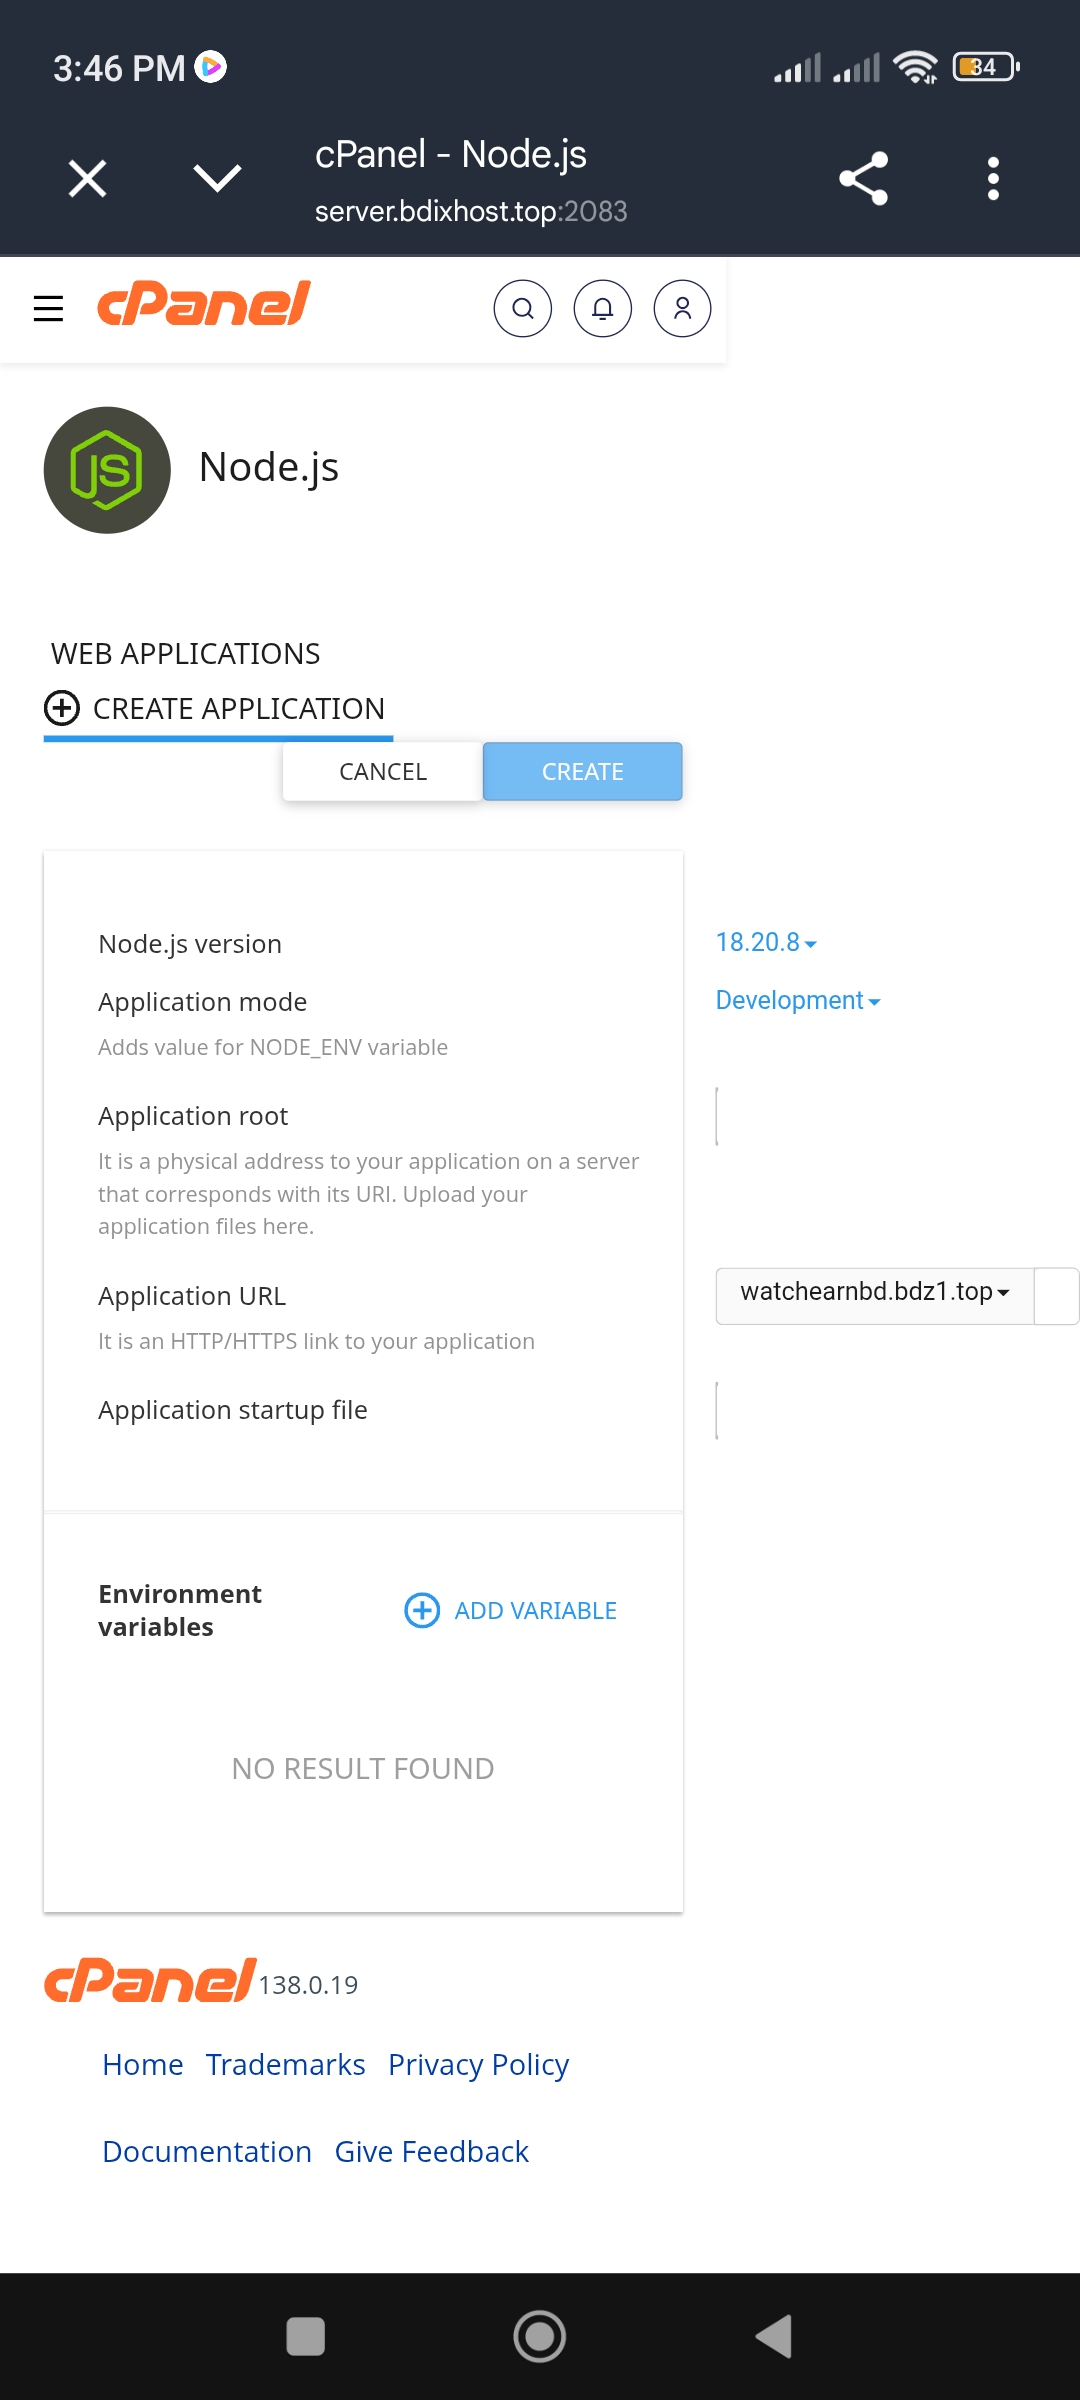 3:46 PM
34
cPanel - Node.js
server.bdixhost.top:2083
cPanel
JS
Node.js
WEB APPLICATIONS
CREATE APPLICATION
CANCEL
CREATE
Node.js version
18.20.8
Application mode
Development
Adds value for NODE_ENV variable
Application root
It is a physical address to your application on a server
that corresponds with its URI. Upload your
application files here.
Application URL
watchearnbd.bdz1.top
It is an HTTP/HTTPS link to your application
Application startup file
Environment
variables
ADD VARIABLE
NO RESULT FOUND
cPanel 138.0.19
Home Trademarks Privacy Policy
Documentation Give Feedback